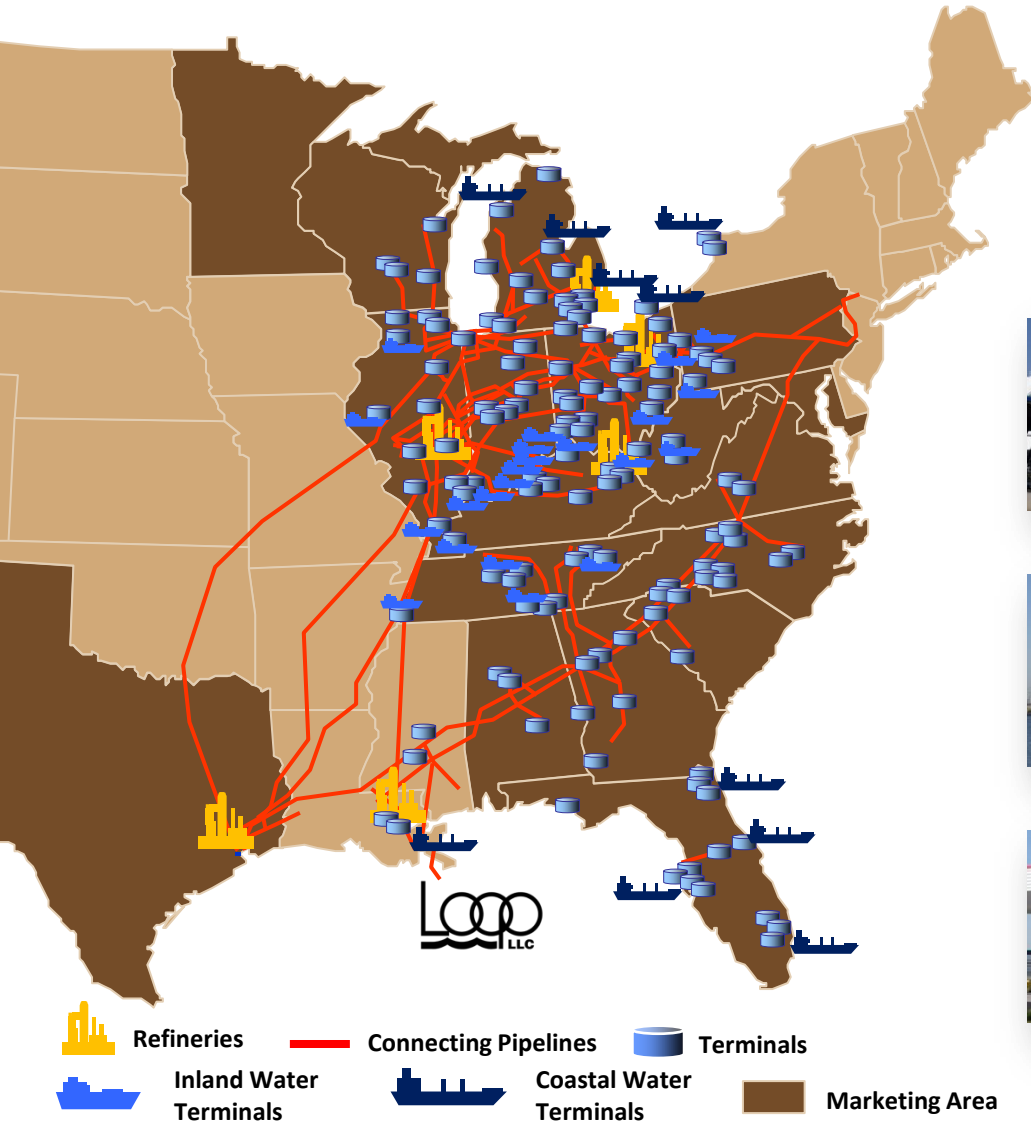 Loop
LLC
Refineries
Connecting Pipelines
Terminals
Inland Water
Terminals
Coastal Water
Terminals
Marketing Area